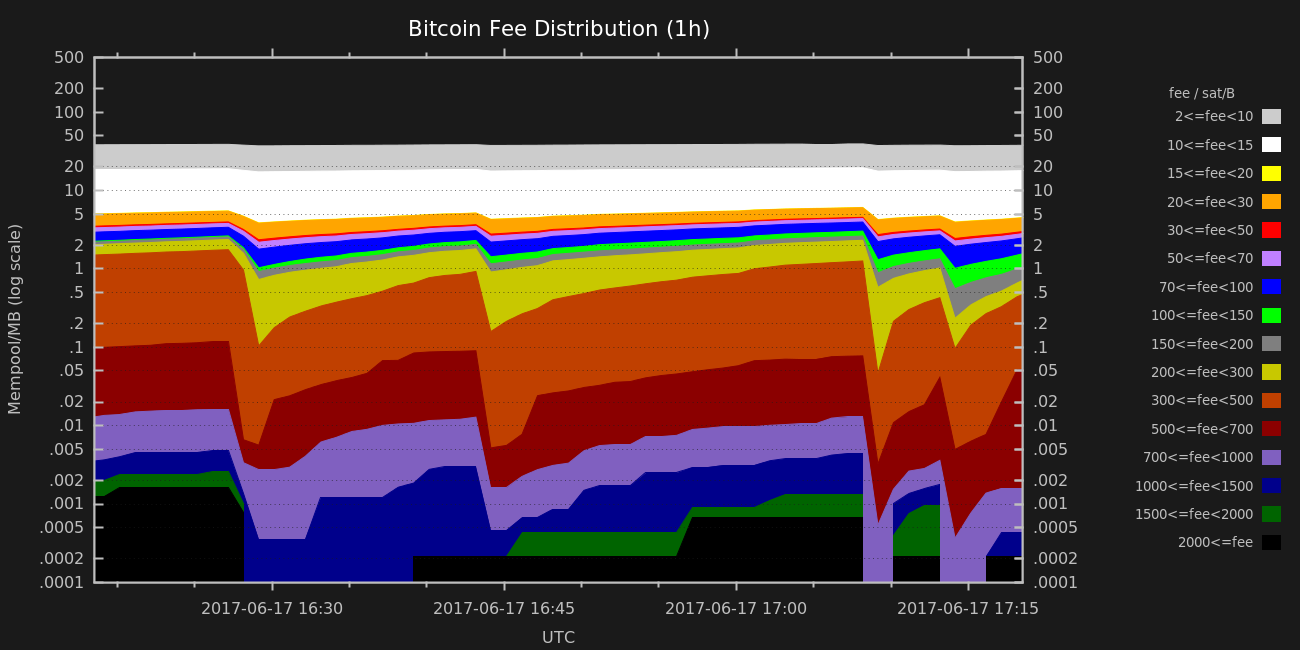 Bitcoin Fee Distribution (1h)
500
200
100
50
20
10
5
2
1
.5
.2
.1
.05
.02
.01
.005
.002
.001
.0005
.0002
.0001
Mempool/MB (log scale)
500
200
100
50
20
10
5
2
1
.5
.2
.1
.05
.02
.01
.005
.002
.001
.0005
.0002
.0001
2017-06-17 16:30
2017-06-17 16:45
2017-06-17 17:00
2017-06-17 17:15
UTC
fee / sat/B
2<=fee<10
10<=fee<15
15<=fee<20
20<=fee<30
30<=fee<50
50<=fee<70
70<=fee<100
100<=fee<150
150<=fee<200
200<=fee<300
300<=fee<500
500<=fee<700
700<=fee<1000
1000<=fee<1500
1500<=fee<2000
2000<=fee